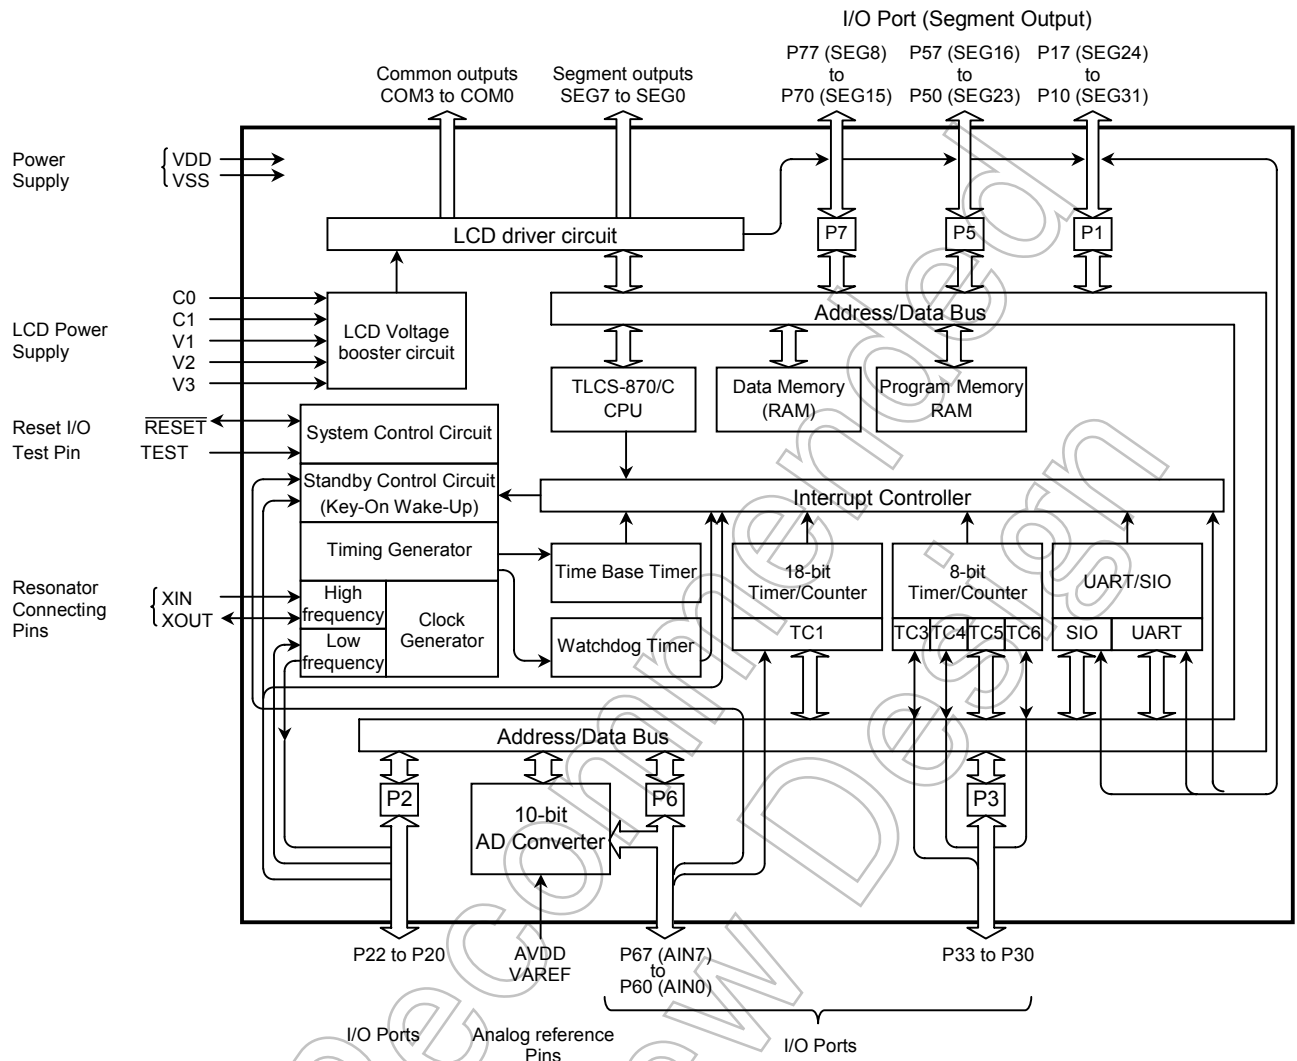 I/O Port (Segment Output)
P77 (SEG8) P57 (SEG16) P17 (SEG24)
Common outputs Segment outputs to to to
COM3 to COM0 SEG7 to SEG0 P70 (SEG15) P50 (SEG23) P10 (SEG31)
Power VDD
Supply VSS
LCD driver circuit P7 P5 P1
C0
C1
LCD Power V1
Supply V2
V3
LCD Voltage
booster circuit
Address/Data Bus
TLCS-870/C
CPU
Data Memory
(RAM)
Program Memory
RAM
Reset I/O RESET
Test Pin TEST
System Control Circuit
Standby Control Circuit
(Key-On Wake-Up)
Interrupt Controller
Timing Generator
Time Base Timer
18-bit
Timer/Counter
8-bit
Timer/Counter
UART/SIO
Resonator
Connecting
Pins
XIN
XOUT
High
frequency
Low
frequency
Clock
Generator
Watchdog Timer
TC1 TC3 TC4 TC5 TC6 SIO UART
Address/Data Bus
P2 P6 P3
10-bit
AD Converter
P22 to P20
AVDD
VAREF
P67 (AIN7)
to
P60 (AIN0)
P33 to P30
I/O Ports
Analog reference
Pins
I/O Ports
Recommended
New Design